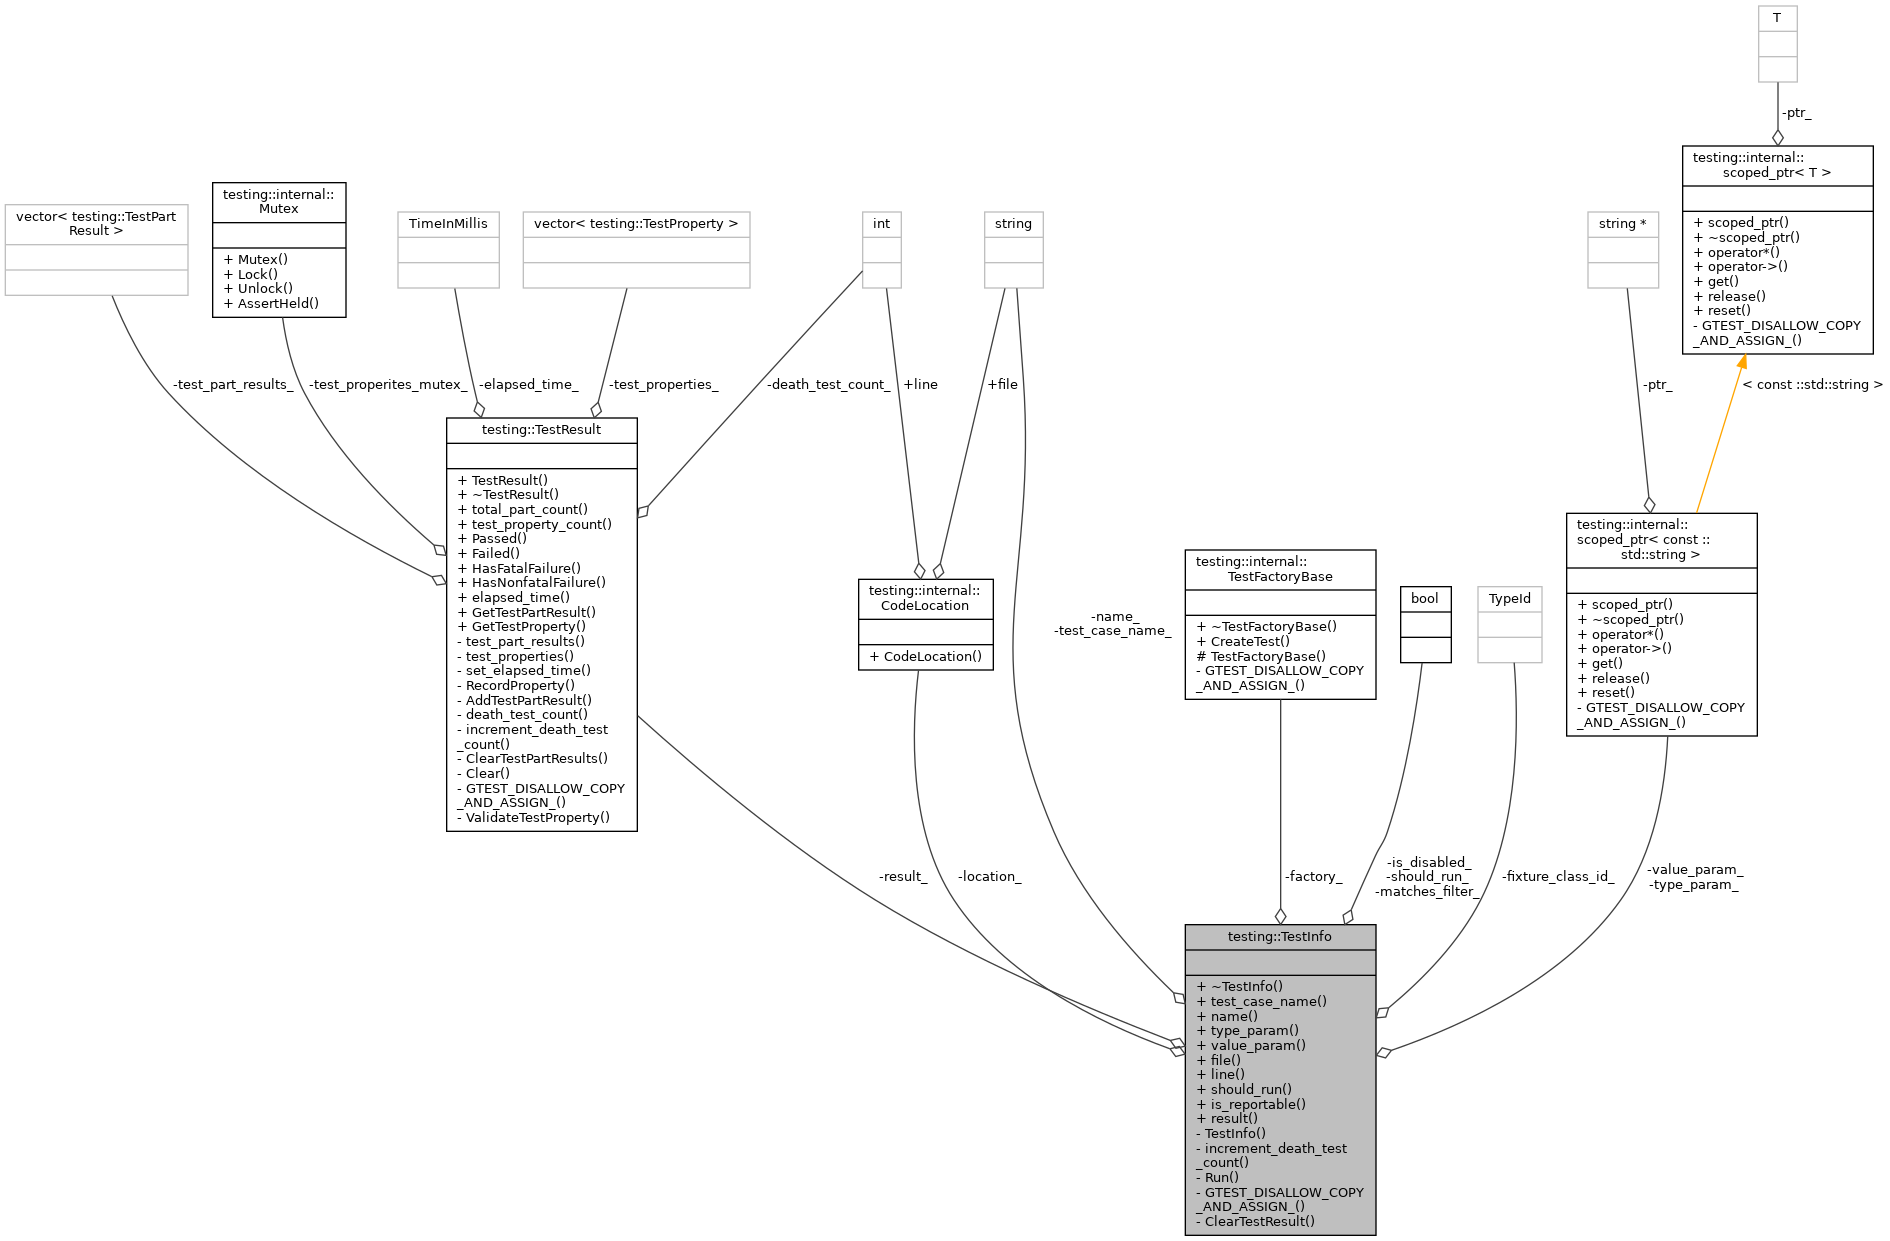 T
-ptr_
testing::internal::
scoped_ptr< T >
+ scoped_ptr()
+ ~scoped_ptr()
+ operator*()
+ operator->()
+ get()
+ release()
+ reset()
- GTEST_DISALLOW_COPY
_AND_ASSIGN_()
vector< testing::TestPart
Result >
testing::internal::
Mutex
+ Mutex()
+ Lock()
+ Unlock()
+ AssertHeld()
TimeInMillis
vector< testing::TestProperty >
int
string
string *
-test_part_results_
-test_properites_mutex_
-elapsed_time_
-test_properties_
-death_test_count_
+line
+file
-ptr_
< const ::std::string >
testing::TestResult
+ TestResult()
+ ~TestResult()
+ total_part_count()
+ test_property_count()
+ Passed()
+ Failed()
+ HasFatalFailure()
+ HasNonfatalFailure()
+ elapsed_time()
+ GetTestPartResult()
+ GetTestProperty()
- test_part_results()
- test_properties()
- set_elapsed_time()
- RecordProperty()
- AddTestPartResult()
- death_test_count()
- increment_death_test
_count()
- ClearTestPartResults()
- Clear()
- GTEST_DISALLOW_COPY
_AND_ASSIGN_()
- ValidateTestProperty()
testing::internal::
CodeLocation
+ CodeLocation()
-name_
-test_case_name_
testing::internal::
TestFactoryBase
+ ~TestFactoryBase()
+ CreateTest()
# TestFactoryBase()
- GTEST_DISALLOW_COPY
_AND_ASSIGN_()
bool
TypeId
testing::internal::
scoped_ptr< const ::
std::string >
+ scoped_ptr()
+ ~scoped_ptr()
+ operator*()
+ operator->()
+ get()
+ release()
+ reset()
- GTEST_DISALLOW_COPY
_AND_ASSIGN_()
-result_
-location_
-factory_
-is_disabled_
-should_run_
-matches_filter_
-fixture_class_id_
-value_param_
-type_param_
testing::TestInfo
+ ~TestInfo()
+ test_case_name()
+ name()
+ type_param()
+ value_param()
+ file()
+ line()
+ should_run()
+ is_reportable()
+ result()
- TestInfo()
- increment_death_test
_count()
- Run()
- GTEST_DISALLOW_COPY
_AND_ASSIGN_()
- ClearTestResult()